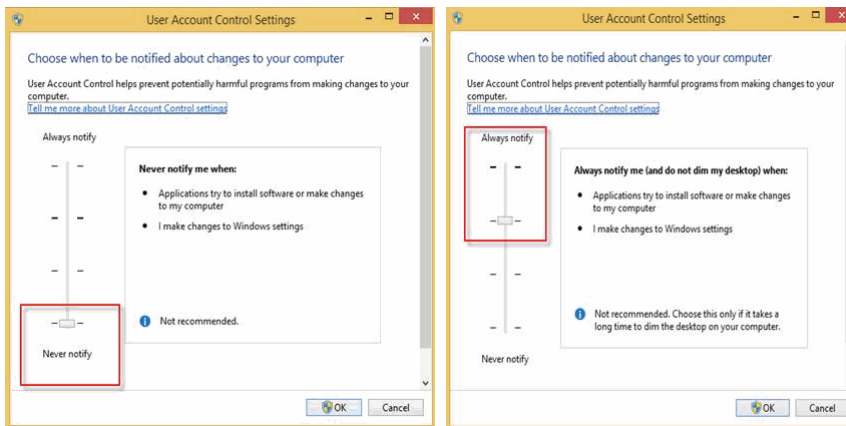 User Account Control Settings
Choose when to be notified about changes to your computer
User Account Control helps prevent potentially harmful programs from making changes to your
computer.
Tell me more about User Account Control settings
Always notify
Never notify me when:
Applications try to install software or make changes
to my computer
I make changes to Windows settings
Not recommended.
Never notify
OK
Cancel
User Account Control Settings
Choose when to be notified about changes to your computer
User Account Control helps prevent potentially harmful programs from making changes to your
computer.
Tell me more about User Account Control settings
Always notify
Always notify me (and do not dim my desktop) when:
Applications try to install software or make changes
to my computer
I make changes to Windows settings
Not recommended. Choose this only if it takes a
long time to dim the desktop on your computer.
Never notify
OK
Cancel